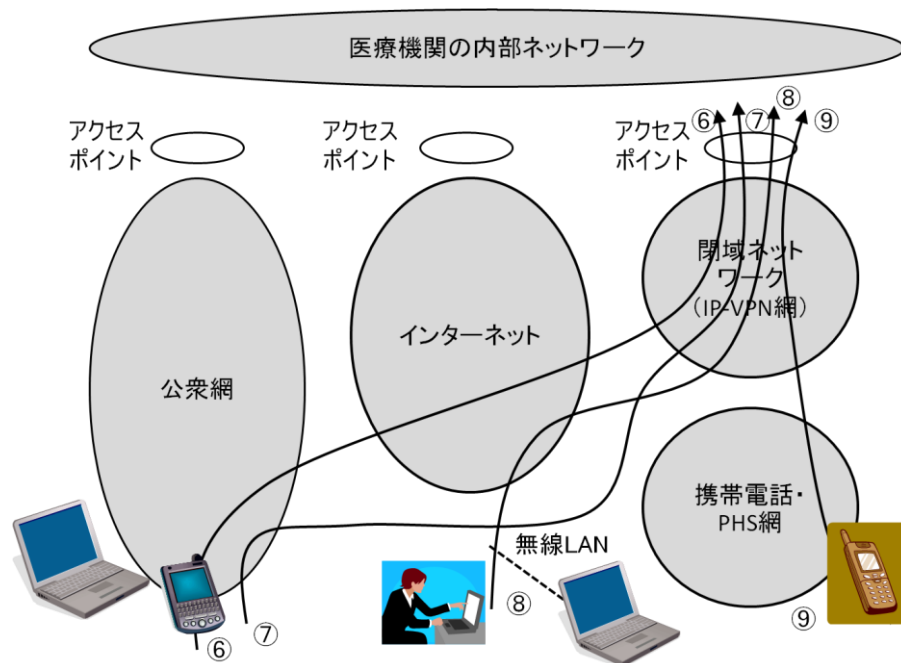 医療機関の内部ネットワーク
アクセス
ポイント
アクセス
ポイント
アクセス
ポイント
⑥
⑦
⑧
⑨
閉域ネット
ワーク
（IP-VPN網）
インターネット
公衆網
携帯電話・
PHS網
無線LAN
⑥
⑦
⑧
⑨